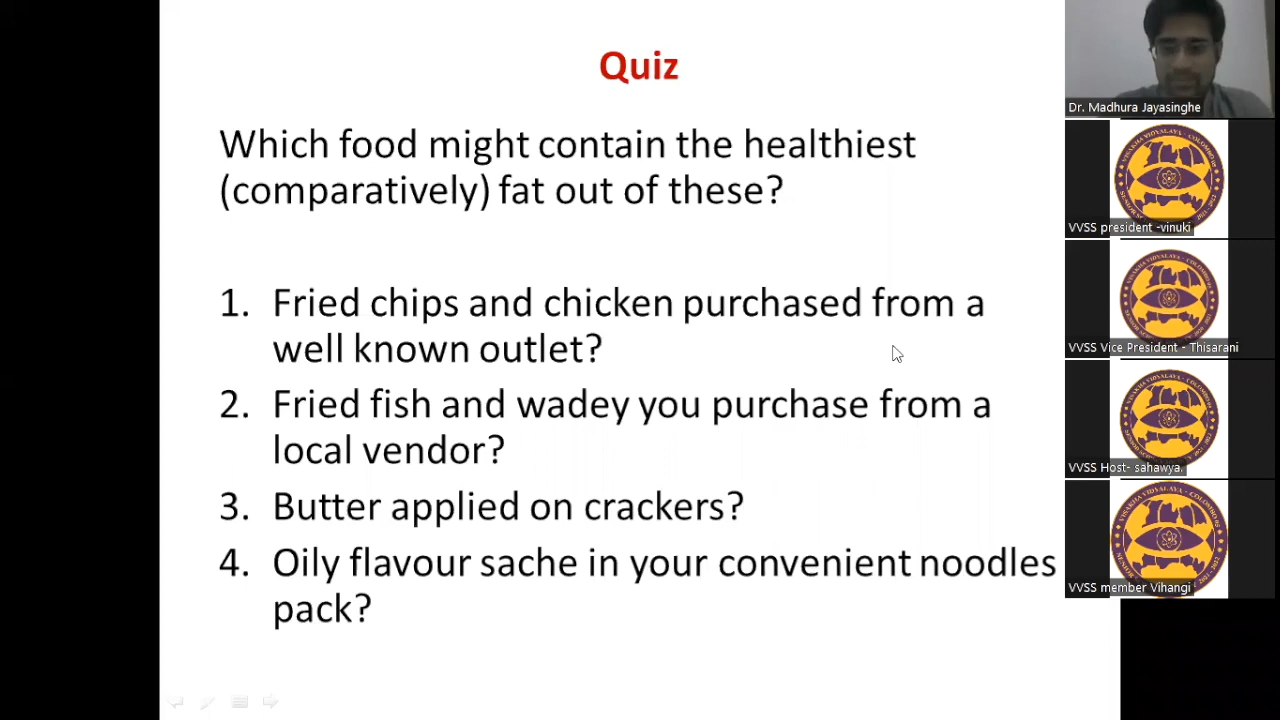 Quiz
Which food might contain the healthiest
(comparatively) fat out of these?
1. Fried chips and chicken purchased from a
well known outlet?
2. Fried fish and wadey you purchase from a
local vendor?
3. Butter applied on crackers?
4. Oily flavour sache in your convenient noodles
pack?
Dr. Madhura Jayasinghe
VVSS president -vinuki
VVSS Vice President - Thisarani
VVSS Host- sahawya.
VVSS member Vihangi